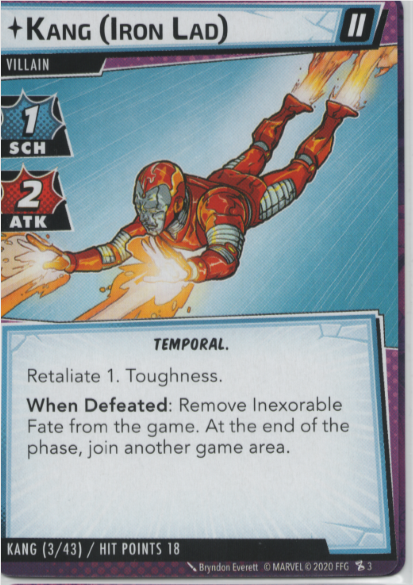 KANG (IRON LAD)
II
VILLAIN
1
SCH
2
ATK
TEMPORAL.
Retaliate 1. Toughness.
When Defeated: Remove Inexorable
Fate from the game. At the end of the
phase, join another game area.
KANG (3/43) / HIT POINTS 18
Bryndon Everett © MARVEL © 2020 FFG 3